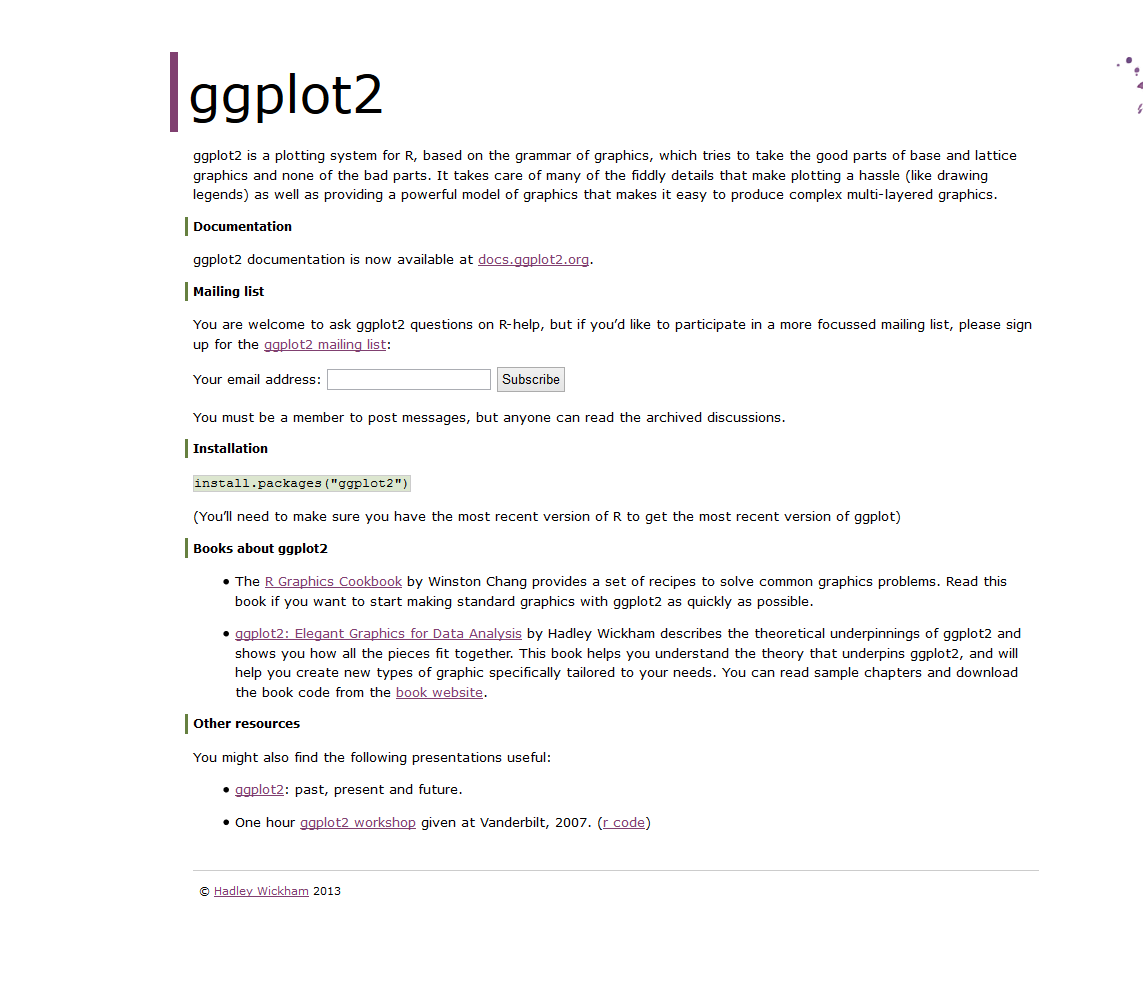 ggplot2
ggplot2 is a plotting system for R, based on the grammar of graphics, which tries to take the good parts of base and lattice
graphics and none of the bad parts. It takes care of many of the fiddly details that make plotting a hassle (like drawing
legends) as well as providing a powerful model of graphics that makes it easy to produce complex multi-layered graphics.
Documentation
ggplot2 documentation is now available at docs.ggplot2.org.
Mailing list
You are welcome to ask ggplot2 questions on R-help, but if you’d like to participate in a more focussed mailing list, please sign
up for the ggplot2 mailing list:
Your email address: Subscribe
You must be a member to post messages, but anyone can read the archived discussions.
Installation
install.packages("ggplot2")
(You’ll need to make sure you have the most recent version of R to get the most recent version of ggplot)
Books about ggplot2
• The R Graphics Cookbook by Winston Chang provides a set of recipes to solve common graphics problems. Read this
book if you want to start making standard graphics with ggplot2 as quickly as possible.
• ggplot2: Elegant Graphics for Data Analysis by Hadley Wickham describes the theoretical underpinnings of ggplot2 and
shows you how all the pieces fit together. This book helps you understand the theory that underpins ggplot2, and will
help you create new types of graphic specifically tailored to your needs. You can read sample chapters and download
the book code from the book website.
Other resources
You might also find the following presentations useful:
• ggplot2: past, present and future.
• One hour ggplot2 workshop given at Vanderbilt, 2007. (r code)
© Hadley Wickham 2013